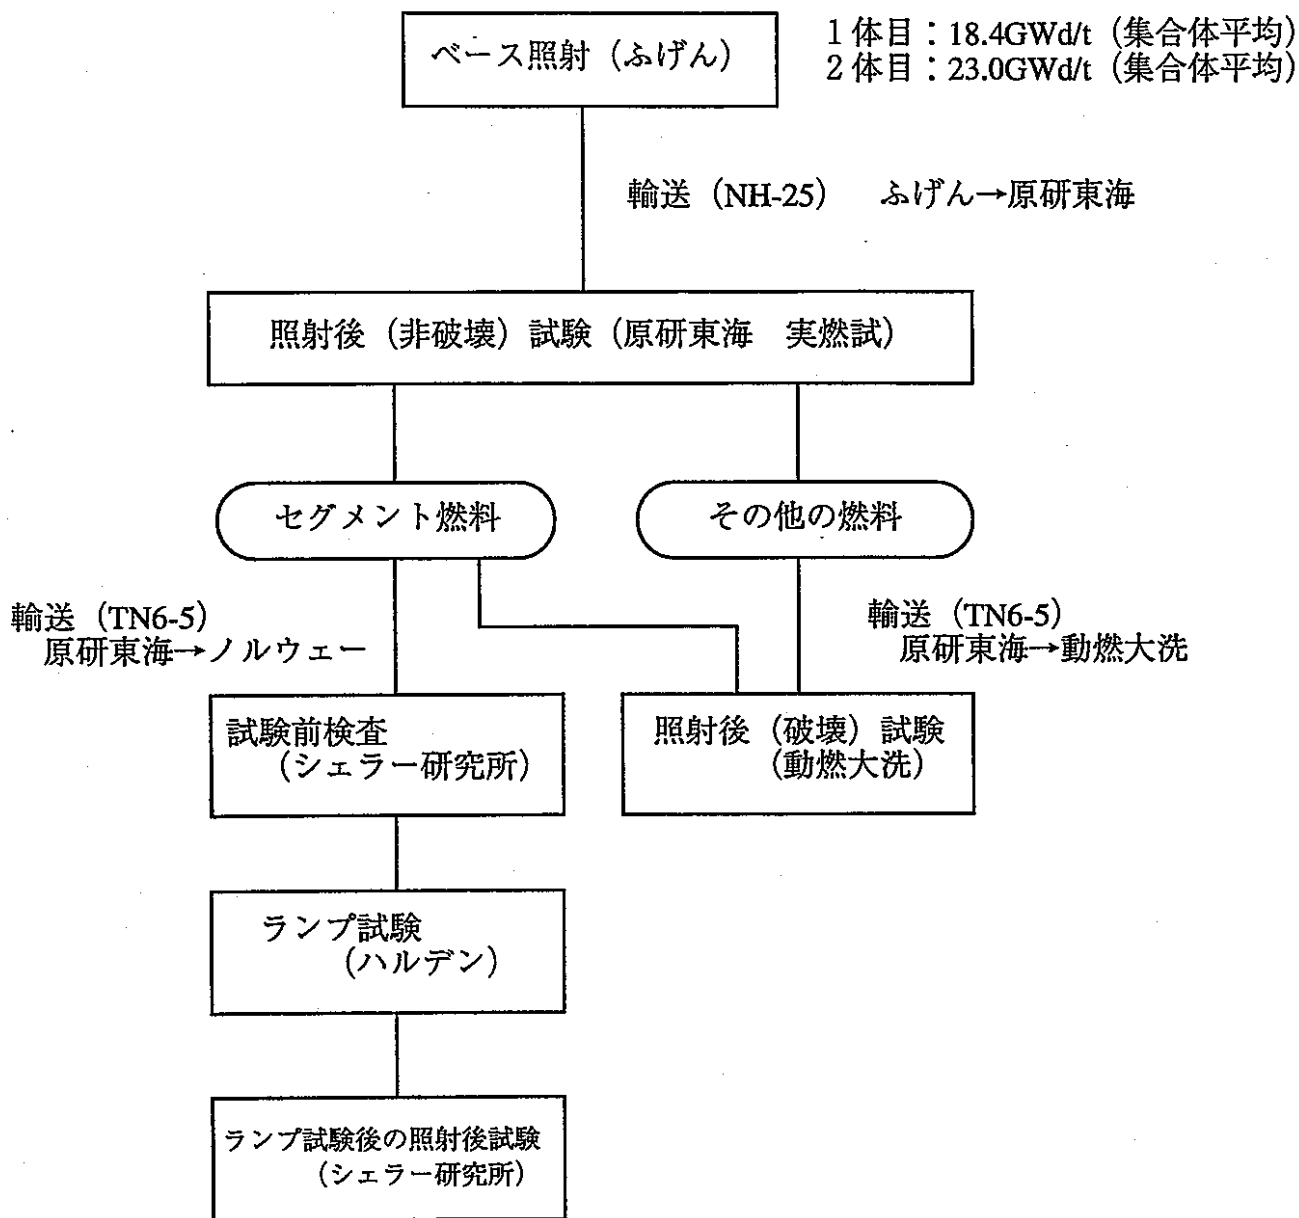 ベース照射（ふげん）
1体目：18.4GWd/t（集合体平均）
2体目：23.0GWd/t（集合体平均）
輸送（NH-25）　ふげん→原研東海
照射後（非破壊）試験（原研東海　実燃試）
セグメント燃料
その他の燃料
輸送（TN6-5）
原研東海→ノルウェー
輸送（TN6-5）
原研東海→動燃大洗
試験前検査
（シェラー研究所）
照射後（破壊）試験
（動燃大洗）
ランプ試験
（ハルデン）
ランプ試験後の照射後試験
（シェラー研究所）